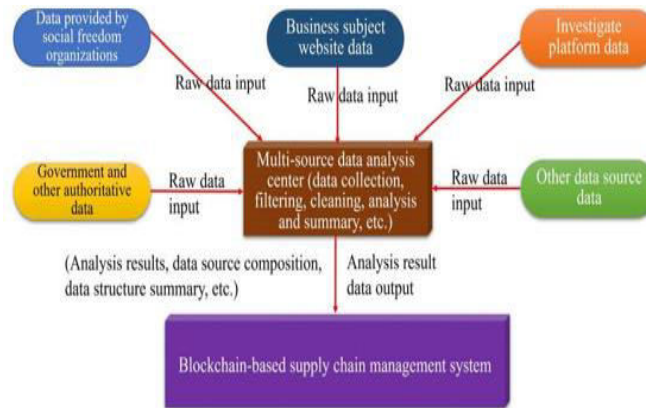 Data provided by
social freedom
organizations
Business subject
website data
Investigate
platform data
Raw data input
Raw data input
Raw data input
Government and
other authoritative
data
Raw data
input
Multi-source data analysis
center (data collection,
filtering, cleaning, analysis
and summary, etc.)
Raw data
input
Other data source
data
(Analysis results, data source composition,
data structure summary, etc.)
Analysis result
data output
Blockchain-based supply chain management system